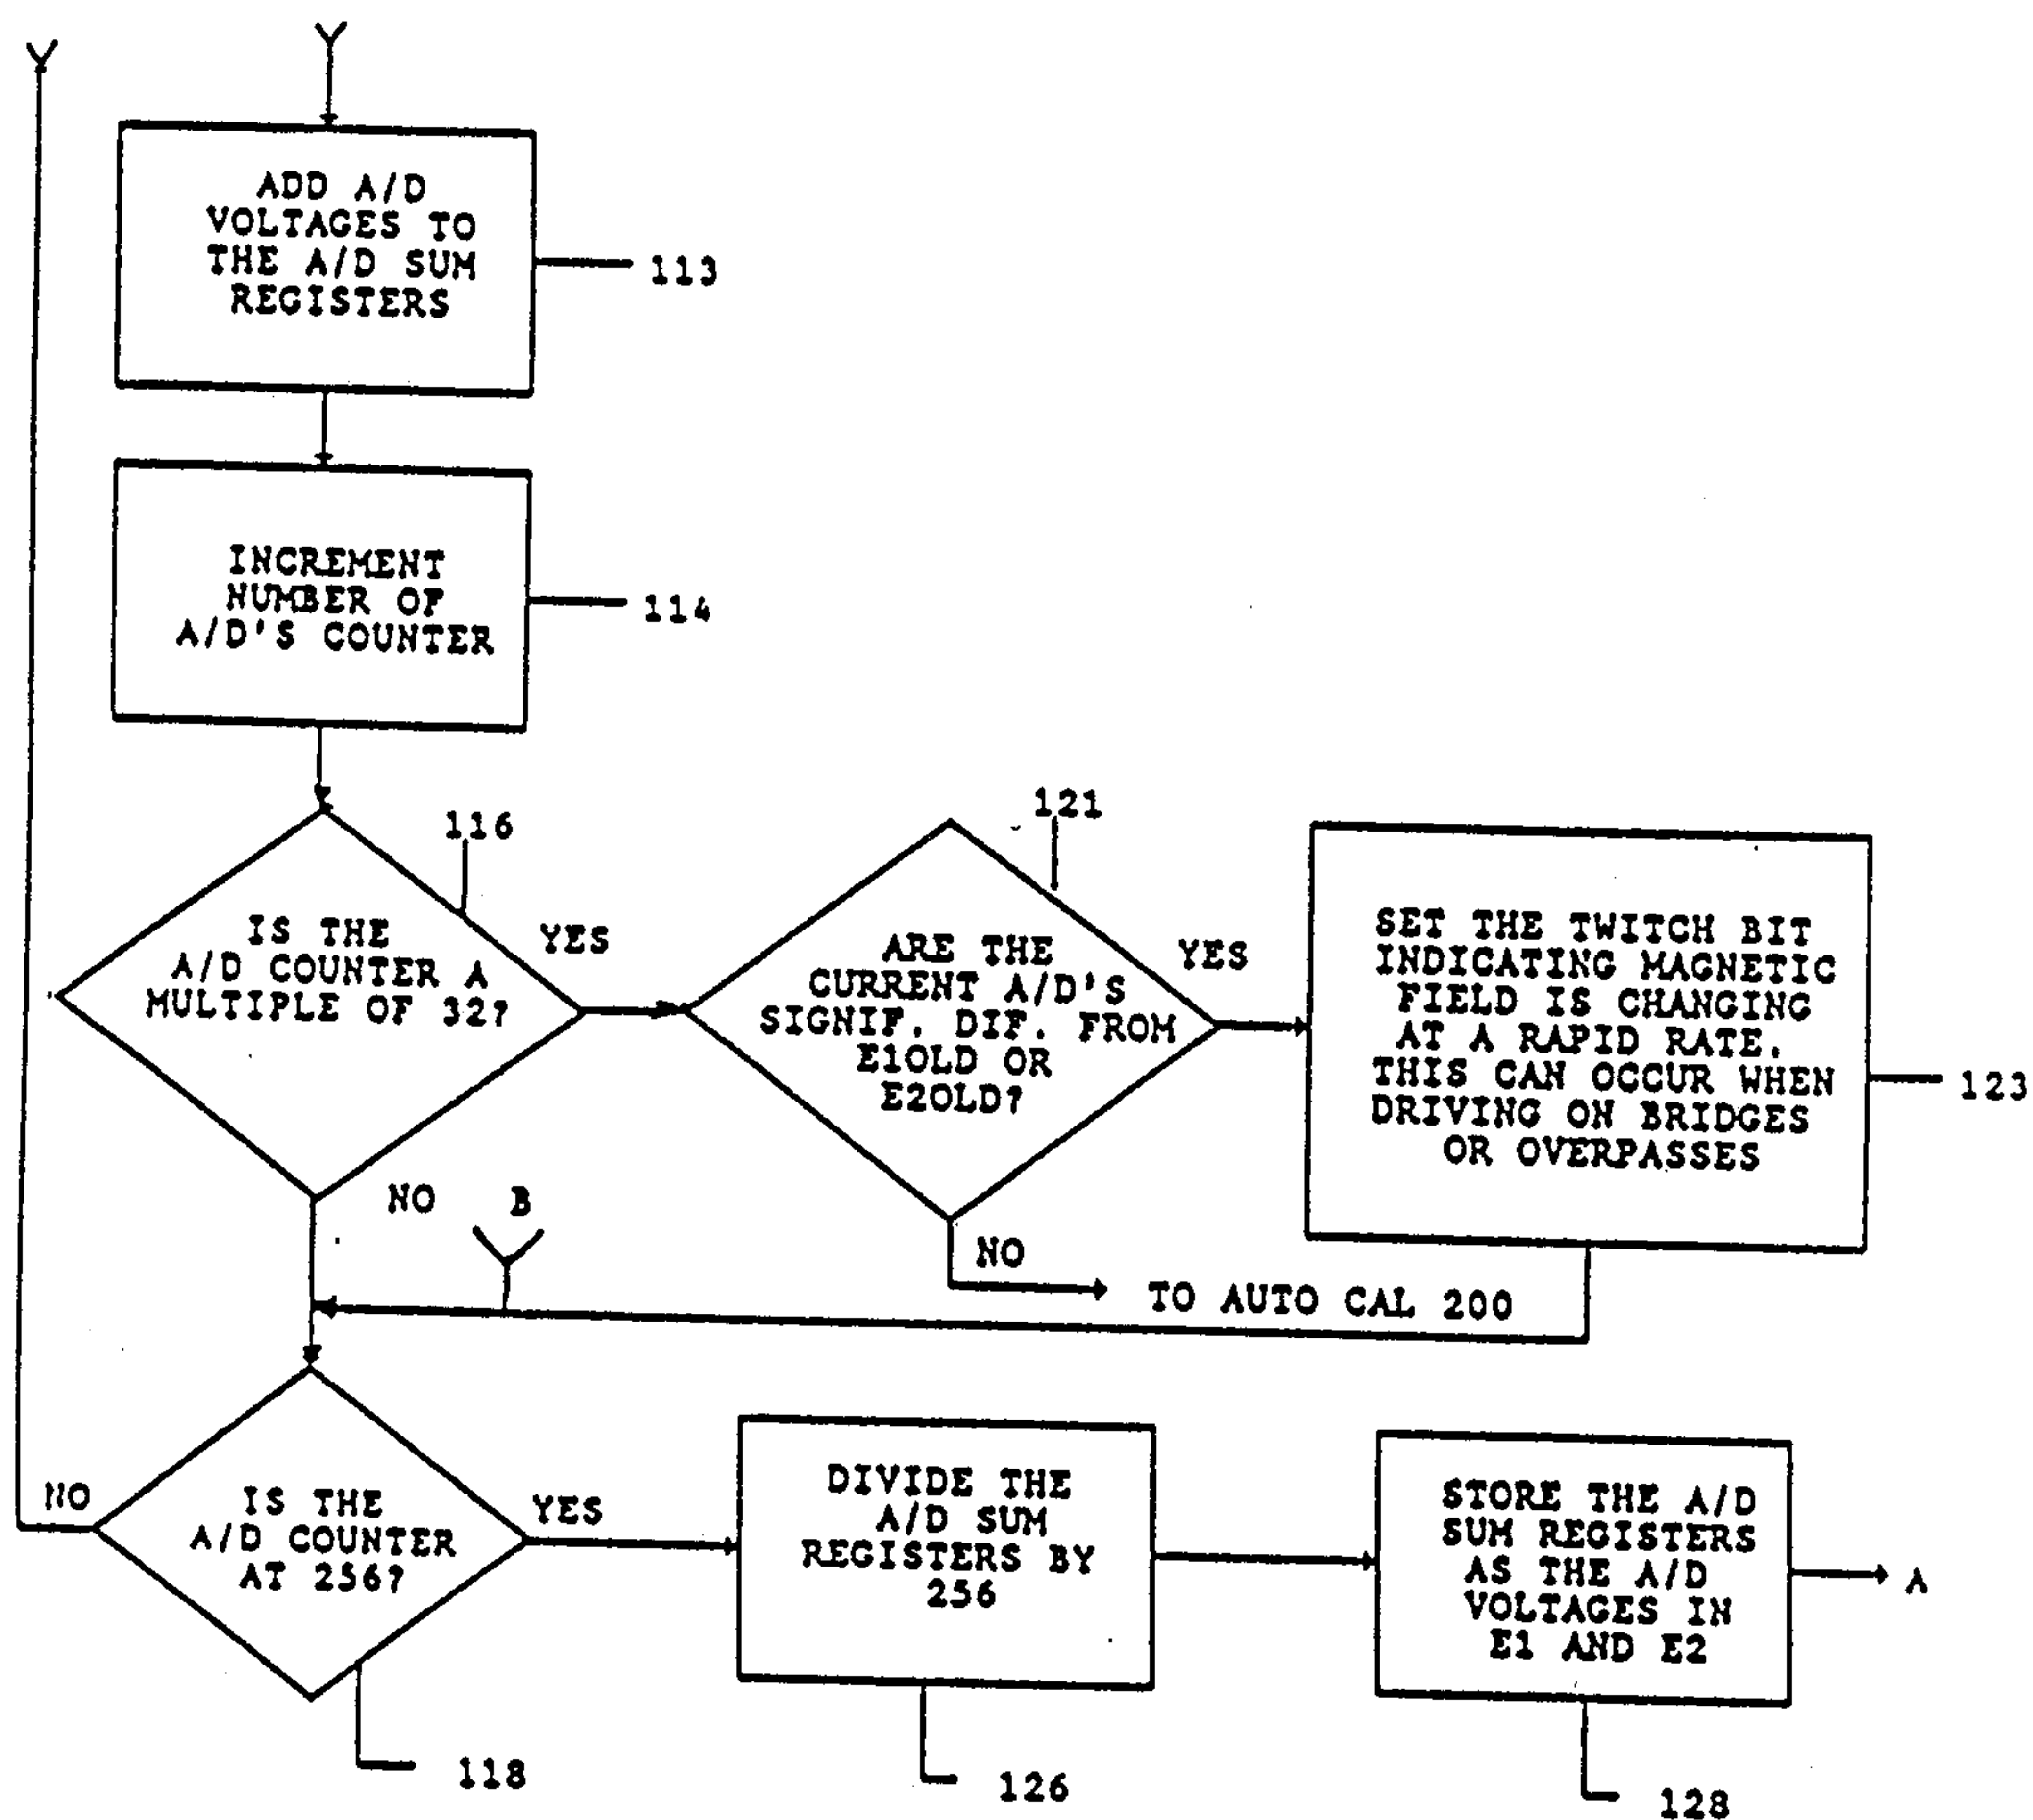 ADD A/D
VOLTAGES TO
THE A/D SUM
REGISTERS
113
INCREMENT
NUMBER OF
A/D'S COUNTER
114
116
IS THE
A/D COUNTER A
MULTIPLE OF 32?
YES
NO
121
ARE THE
CURRENT A/D'S
SIGNIF. DIF. FROM
E1OLD OR
E2OLD?
YES
NO
TO AUTO CAL 200
SET THE TWITCH BIT
INDICATING MAGNETIC
FIELD IS CHANGING
AT A RAPID RATE.
THIS CAN OCCUR WHEN
DRIVING ON BRIDGES
OR OVERPASSES
123
B
NO
IS THE
A/D COUNTER
AT 256?
YES
118
DIVIDE THE
A/D SUM
REGISTERS BY
256
126
STORE THE A/D
SUM REGISTERS
AS THE A/D
VOLTAGES IN
E1 AND E2
A
128